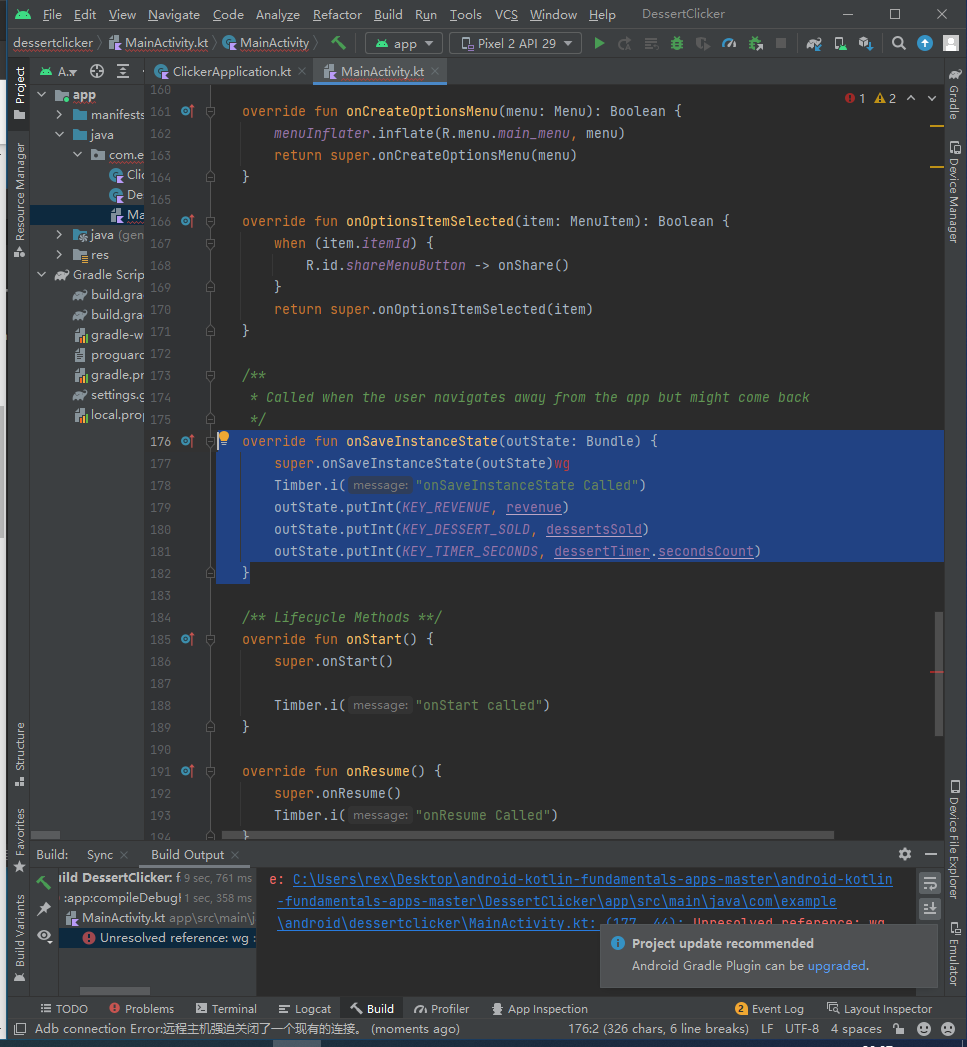 File Edit View Navigate Code Analyze Refactor Build Run Tools VCS Window Help DessertClicker
dessertclicker MainActivity.kt MainActivity app Pixel 2 API 29
Project A.. ClickerApplication.kt MainActivity.kt
app
manifests
java
com.e
Clic
De
Ma
java (gen
res
Gradle Scrip
build.gra
build.gra
gradle-w
proguard
gradle.pr
settings.g
local.prop
Resource Manager
Structure
Favorites
Build Variants
Gradle
Device Manager
Device File Explorer
Emulator
1 2
160
161 override fun onCreateOptionsMenu(menu: Menu): Boolean {
162 menuInflater.inflate(R.menu.main_menu, menu)
163 return super.onCreateOptionsMenu(menu)
164 }
165
166 override fun onOptionsItemSelected(item: MenuItem): Boolean {
167 when (item.itemId) {
168 R.id.shareMenuButton -> onShare()
169 }
170 return super.onOptionsItemSelected(item)
171 }
172
173 /**
174 * Called when the user navigates away from the app but might come back
175 */
176 override fun onSaveInstanceState(outState: Bundle) {
177 super.onSaveInstanceState(outState)wg
178 Timber.i( message: "onSaveInstanceState Called")
179 outState.putInt(KEY_REVENUE, revenue)
180 outState.putInt(KEY_DESSERT_SOLD, dessertsSold)
181 outState.putInt(KEY_TIMER_SECONDS, dessertTimer.secondsCount)
182 }
183
184 /** Lifecycle Methods **/
185 override fun onStart() {
186 super.onStart()
187
188 Timber.i( message: "onStart called")
189 }
190
191 override fun onResume() {
192 super.onResume()
193 Timber.i( message: "onResume Called")
194 }
Build: Sync Build Output
uild DessertClicker: f 9 sec, 761 ms
:app:compileDebugl 1 sec, 358 ms
MainActivity.kt app\src\main\j
Unresolved reference: wg :
e: C:\Users\rex\Desktop\android-kotlin-fundamentals-apps-master\android-kotlin
-fundamentals-apps-master\DessertClicker\app\src\main\java\com\example
\android\dessertclicker\MainActivity.kt: (177, 44): Unresolved reference: wg
Project update recommended
Android Gradle Plugin can be upgraded.
TODO Problems Terminal Logcat Build Profiler App Inspection 2 Event Log Layout Inspector
Adb connection Error:远程主机强迫关闭了一个现有的连接。 (moments ago) 176:2 (326 chars, 6 line breaks) LF UTF-8 4 spaces